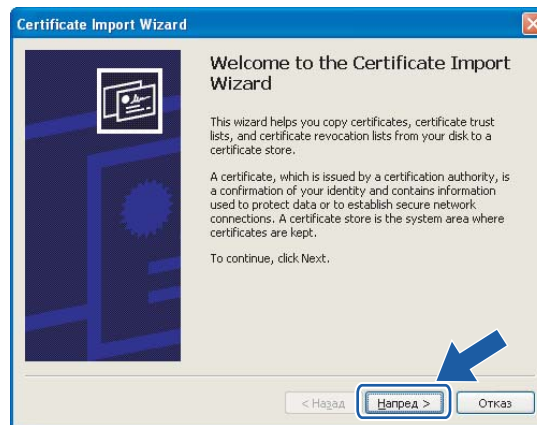 Certificate Import Wizard
Welcome to the Certificate Import
Wizard
This wizard helps you copy certificates, certificate trust
lists, and certificate revocation lists from your disk to a
certificate store.
A certificate, which is issued by a certification authority, is
a confirmation of your identity and contains information
used to protect data or to establish secure network
connections. A certificate store is the system area where
certificates are kept.
To continue, click Next.
< Назад Напред > Отказ